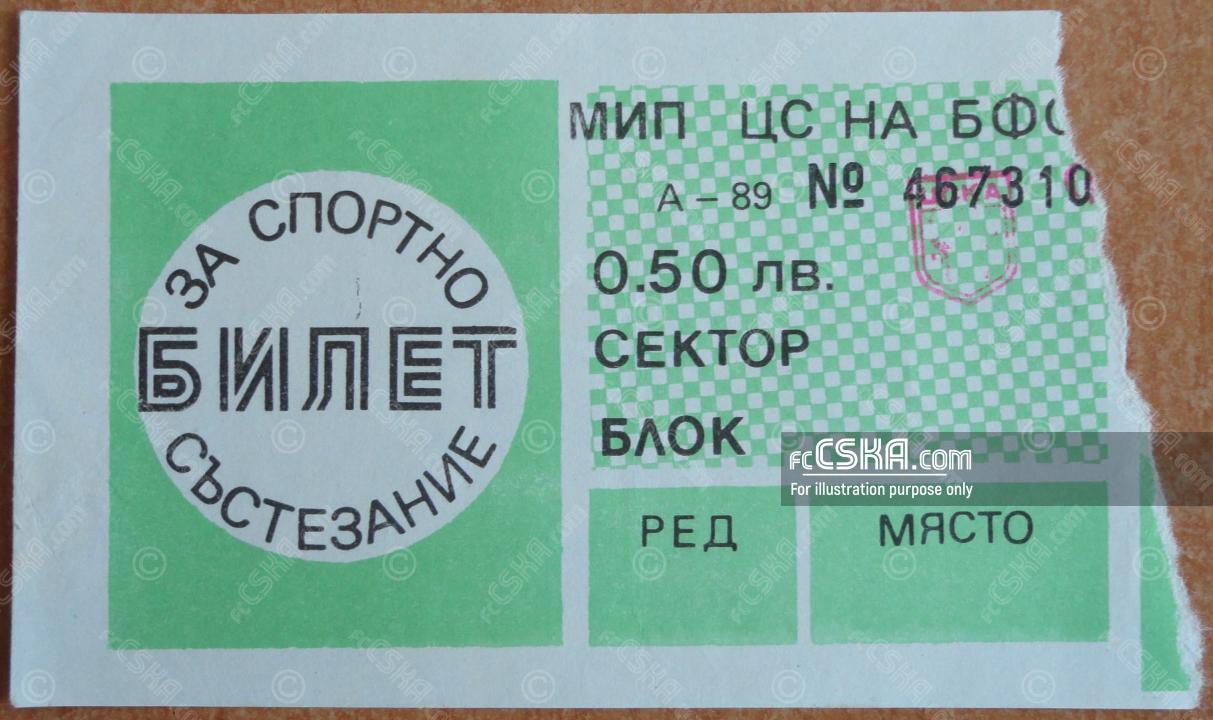 ЗА СПОРТНО
БИЛЕТ
СЪСТЕЗАНИЕ
МИП ЦС НА БФС
А – 89 № 467310
0.50 лв.
СЕКТОР
БЛОК
РЕД
МЯСТО
fcCSKA.com
For illustration purpose only